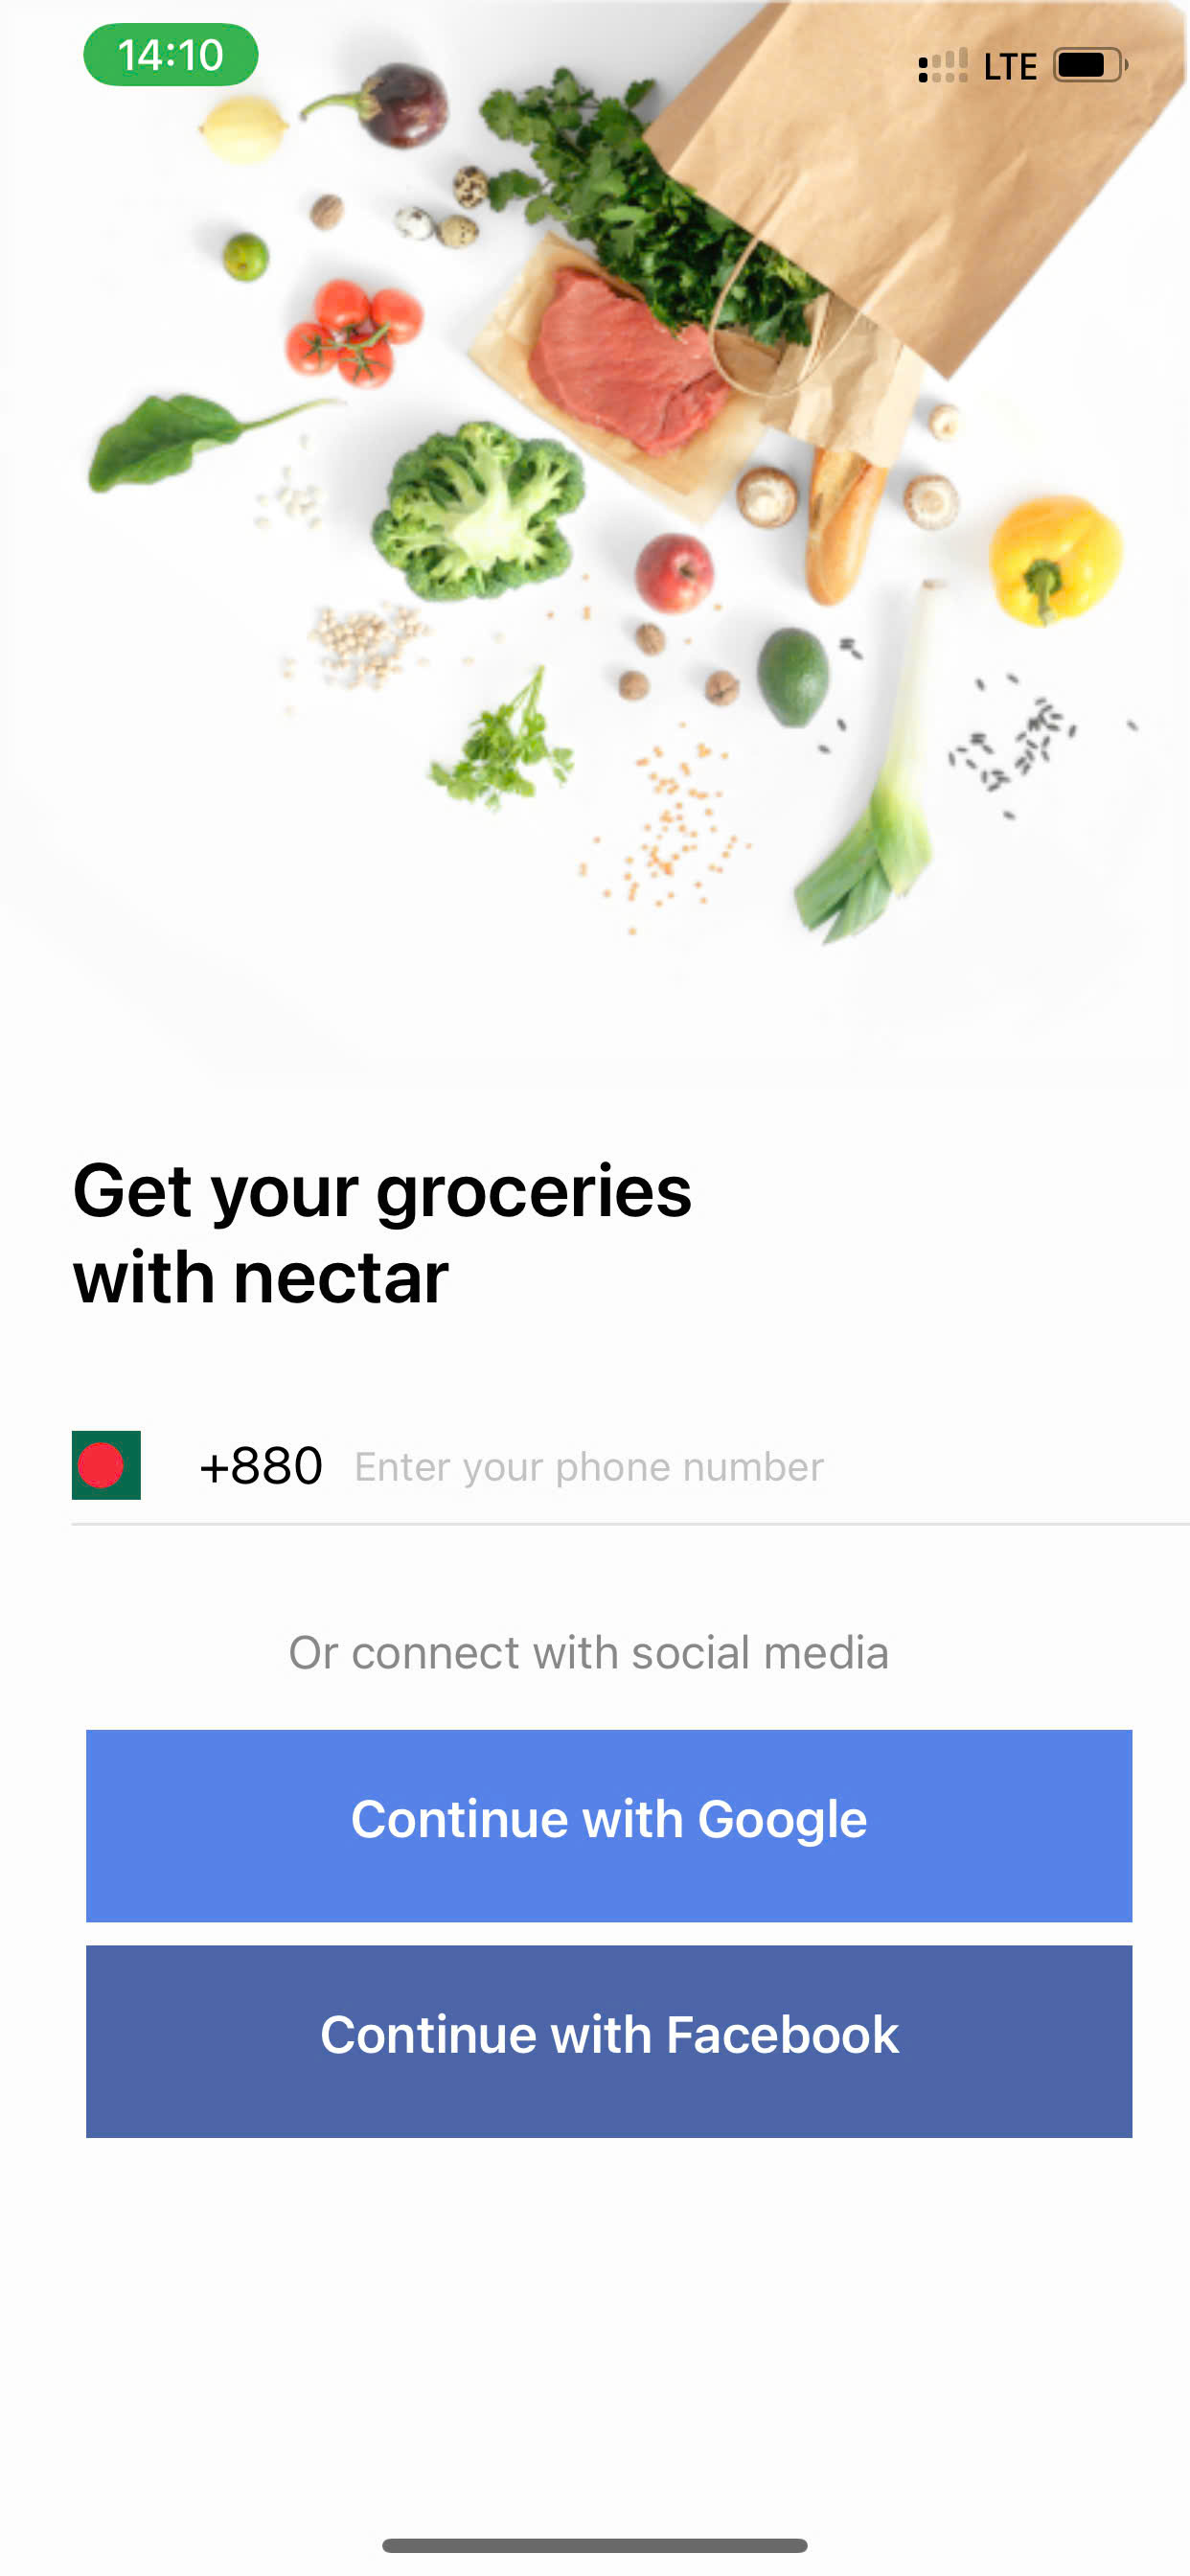 14:10
LTE
Get your groceries
with nectar
+880 Enter your phone number
Or connect with social media
Continue with Google
Continue with Facebook